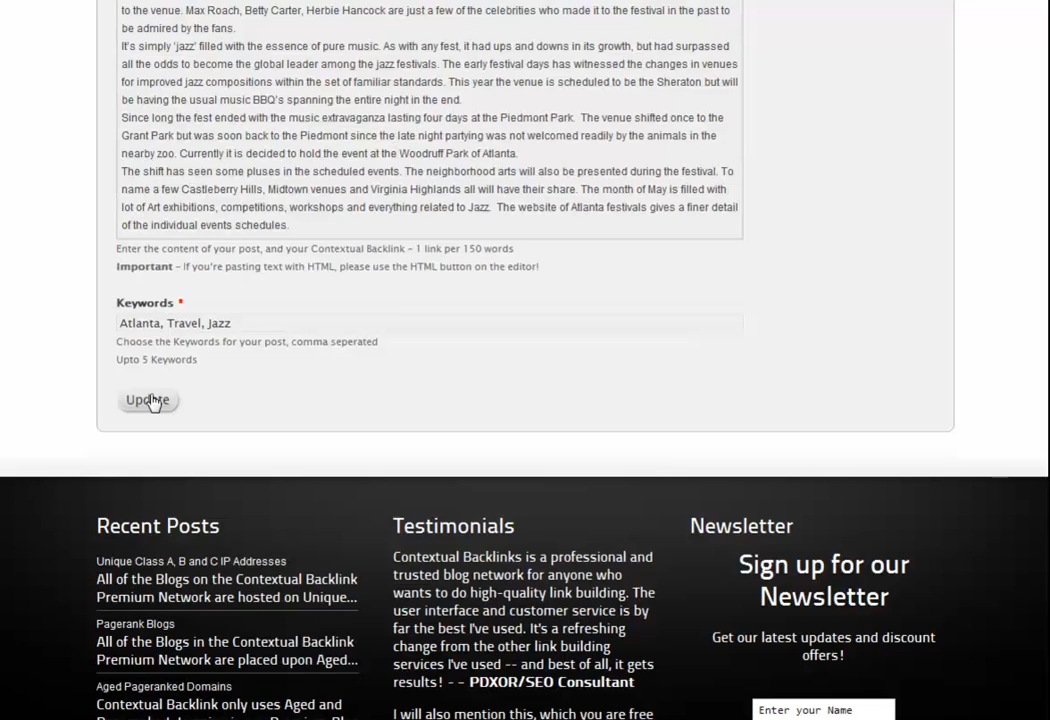 to the venue. Max Roach, Betty Carter, Herbie Hancock are just a few of the celebrities who made it to the festival in the past to
be admired by the fans.
It's simply 'jazz' filled with the essence of pure music. As with any fest, it had ups and downs in its growth, but had surpassed
all the odds to become the global leader among the jazz festivals. The early festival days has witnessed the changes in venues
for improved jazz compositions within the set of familiar standards. This year the venue is scheduled to be the Sheraton but will
be having the usual music BBQ's spanning the entire night in the end.
Since long the fest ended with the music extravaganza lasting four days at the Piedmont Park. The venue shifted once to the
Grant Park but was soon back to the Piedmont since the late night partying was not welcomed readily by the animals in the
nearby zoo. Currently it is decided to hold the event at the Woodruff Park of Atlanta.
The shift has seen some pluses in the scheduled events. The neighborhood arts will also be presented during the festival. To
name a few Castleberry Hills, Midtown venues and Virginia Highlands all will have their share. The month of May is filled with
lot of Art exhibitions, competitions, workshops and everything related to Jazz. The website of Atlanta festivals gives a finer detail
of the individual events schedules.
Enter the content of your post, and your Contextual Backlink - 1 link per 150 words
Important - If you're pasting text with HTML, please use the HTML button on the editor!
Keywords *
Atlanta, Travel, Jazz
Choose the Keywords for your post, comma seperated
Upto 5 Keywords
Update
Recent Posts
Unique Class A, B and C IP Addresses
All of the Blogs on the Contextual Backlink
Premium Network are hosted on Unique...
Pagerank Blogs
All of the Blogs in the Contextual Backlink
Premium Network are placed upon Aged...
Aged Pageranked Domains
Contextual Backlink only uses Aged and
Testimonials
Contextual Backlinks is a professional and
trusted blog network for anyone who
wants to do high-quality link building. The
user interface and customer service is by
far the best I've used. It's a refreshing
change from the other link building
services I've used -- and best of all, it gets
results! - - PDXOR/SEO Consultant
I will also mention this, which you are free
Newsletter
Sign up for our
Newsletter
Get our latest updates and discount
offers!
Enter your Name